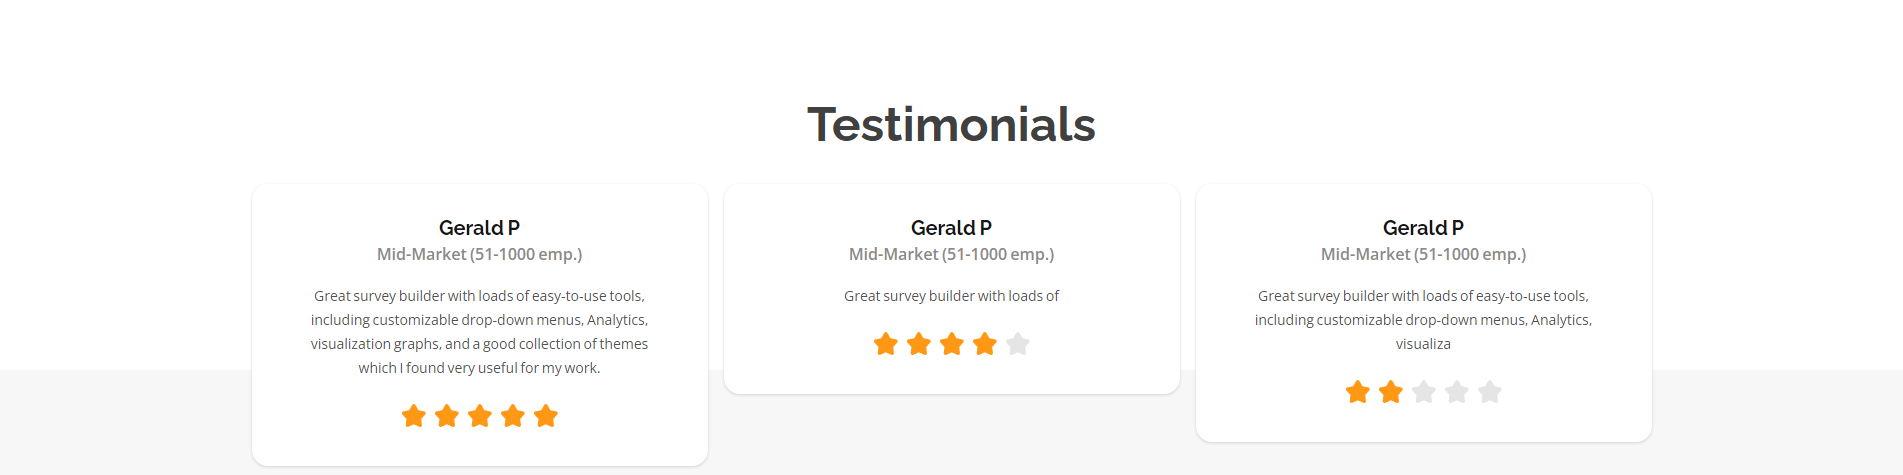 Testimonials
Gerald P
Mid-Market (51-1000 emp.)
Great survey builder with loads of easy-to-use tools,
including customizable drop-down menus, Analytics,
visualization graphs, and a good collection of themes
which I found very useful for my work.
Gerald P
Mid-Market (51-1000 emp.)
Great survey builder with loads of
Gerald P
Mid-Market (51-1000 emp.)
Great survey builder with loads of easy-to-use tools,
including customizable drop-down menus, Analytics,
visualiza